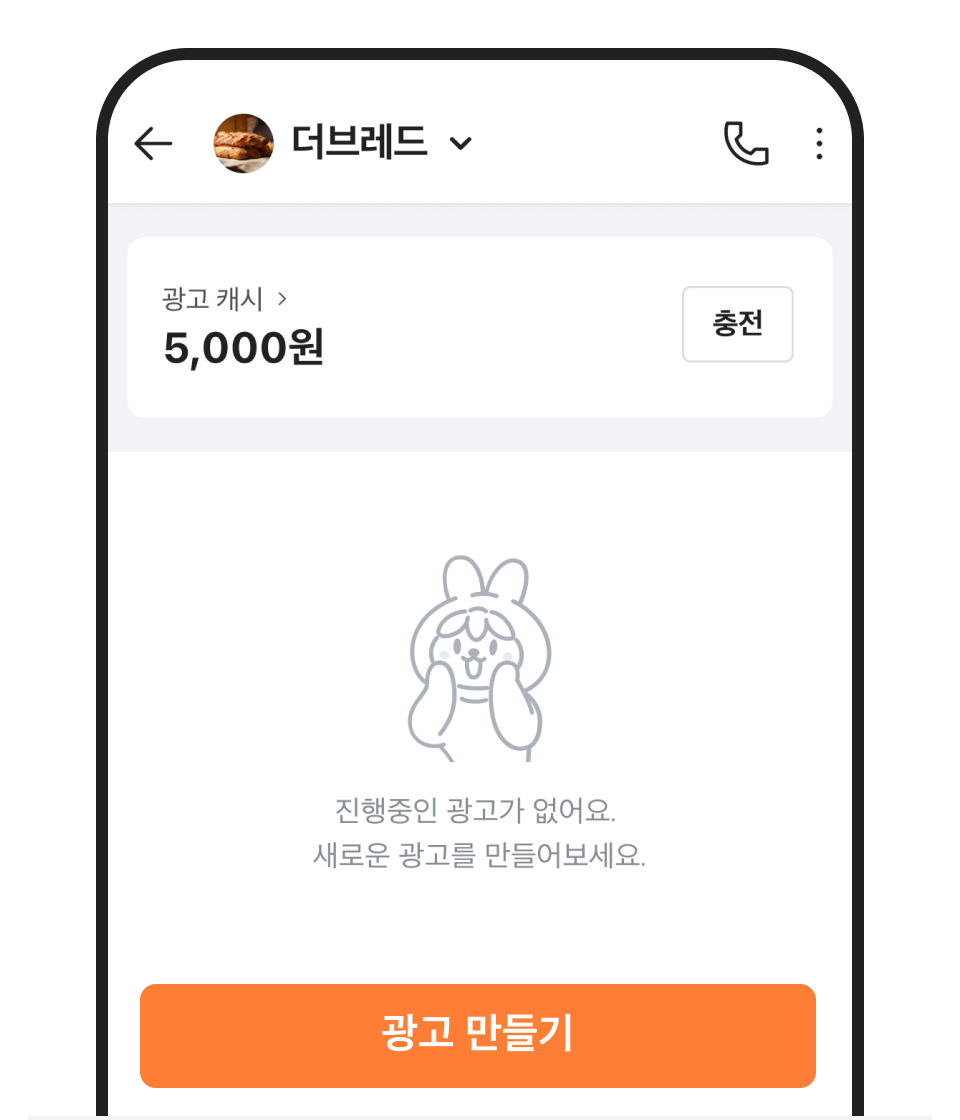 더브레드
광고 캐시
5,000원
충전
진행중인 광고가 없어요.
새로운 광고를 만들어보세요.
광고 만들기